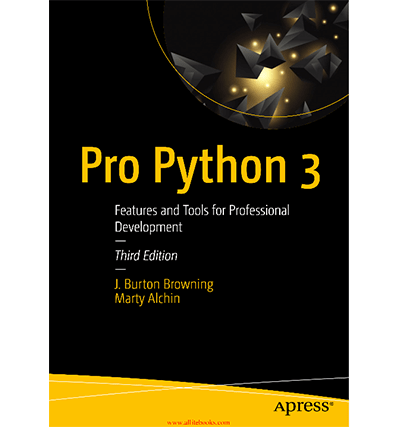 Pro Python 3
Features and Tools for Professional
Development
Third Edition
J. Burton Browning
Marty Alchin
Apress®
www.allitebooks.com